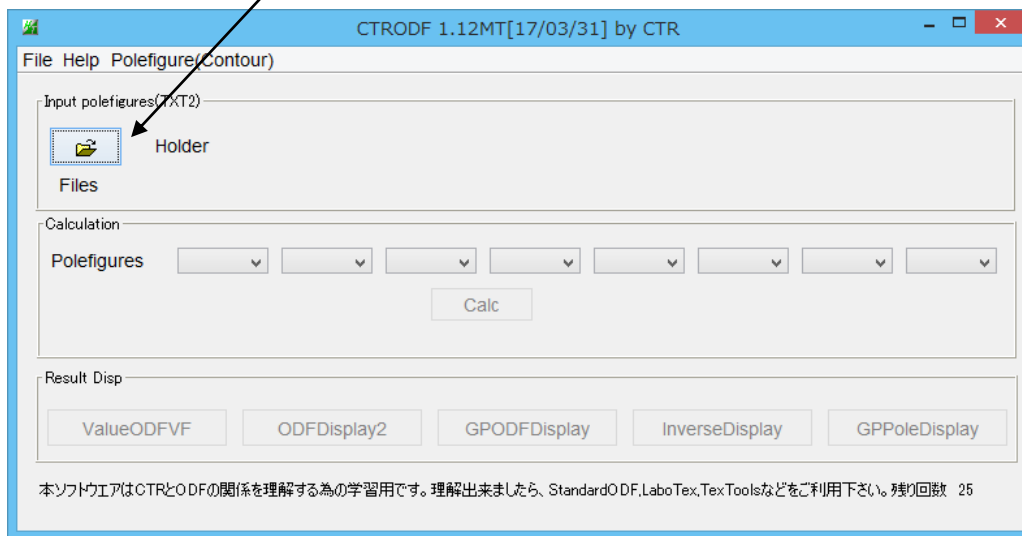 CTRODF 1.12MT[17/03/31] by CTR
File Help Polefigure(Contour)
Input polefigures(TXT2)
Holder
Files
Calculation
Polefigures
Calc
Result Disp
ValueODFVF ODFDisplay2 GPODFDisplay InverseDisplay GPPoleDisplay
本ソフトウエアはCTRとODFの関係を理解する為の学習用です。理解出来ましたら、StandardODF,LaboTex,TexToolsなどをご利用下さい。残り回数 25